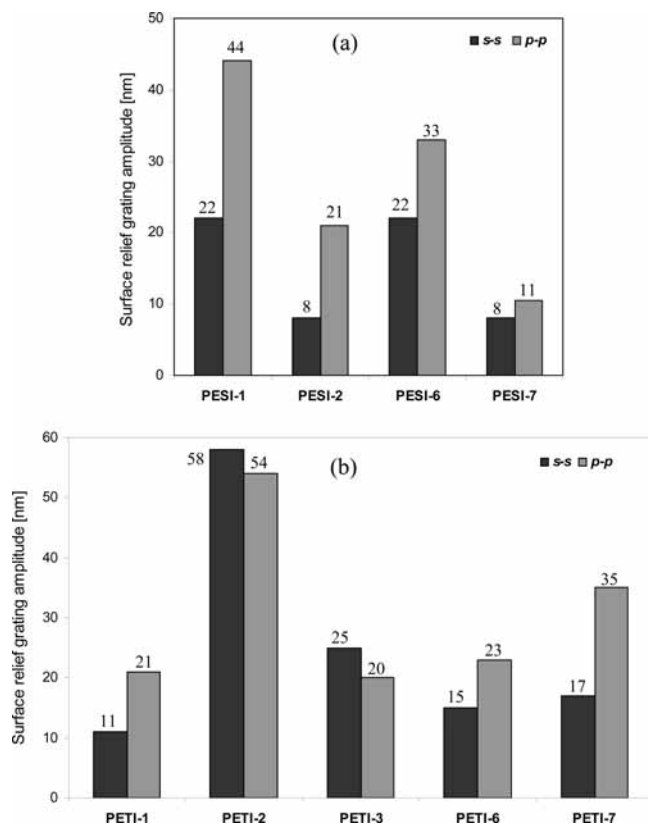 (a)
s-s p-p
Surface relief grating amplitude [nm]
50
40
30
20
10
0
22 44
8 21
22 33
8 11
PESI-1 PESI-2 PESI-6 PESI-7
(b)
s-s p-p
Surface relief grating amplitude [nm]
60
50
40
30
20
10
0
11 21
58 54
25 20
15 23
17 35
PETI-1 PETI-2 PETI-3 PETI-6 PETI-7